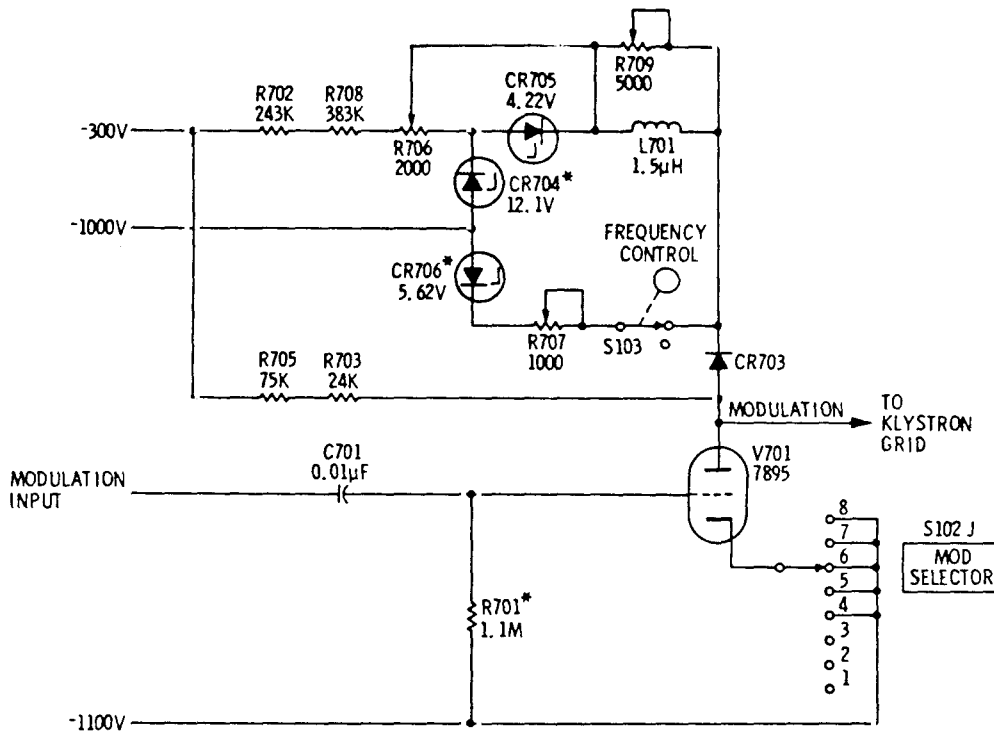 R709
5000
CR705
4.22V
R702
243K
R708
383K
-300V
R706
2000
L701
1.5µH
CR704*
12.1V
-1000V
FREQUENCY
CONTROL
CR706*
5.62V
R707
1000
S103
R705
75K
R703
24K
CR703
MODULATION
TO
KLYSTRON
GRID
C701
0.01µF
V701
7895
MODULATION
INPUT
8
7
6
5
4
3
2
1
S102 J
MOD
SELECTOR
R701*
1.1M
-1100V